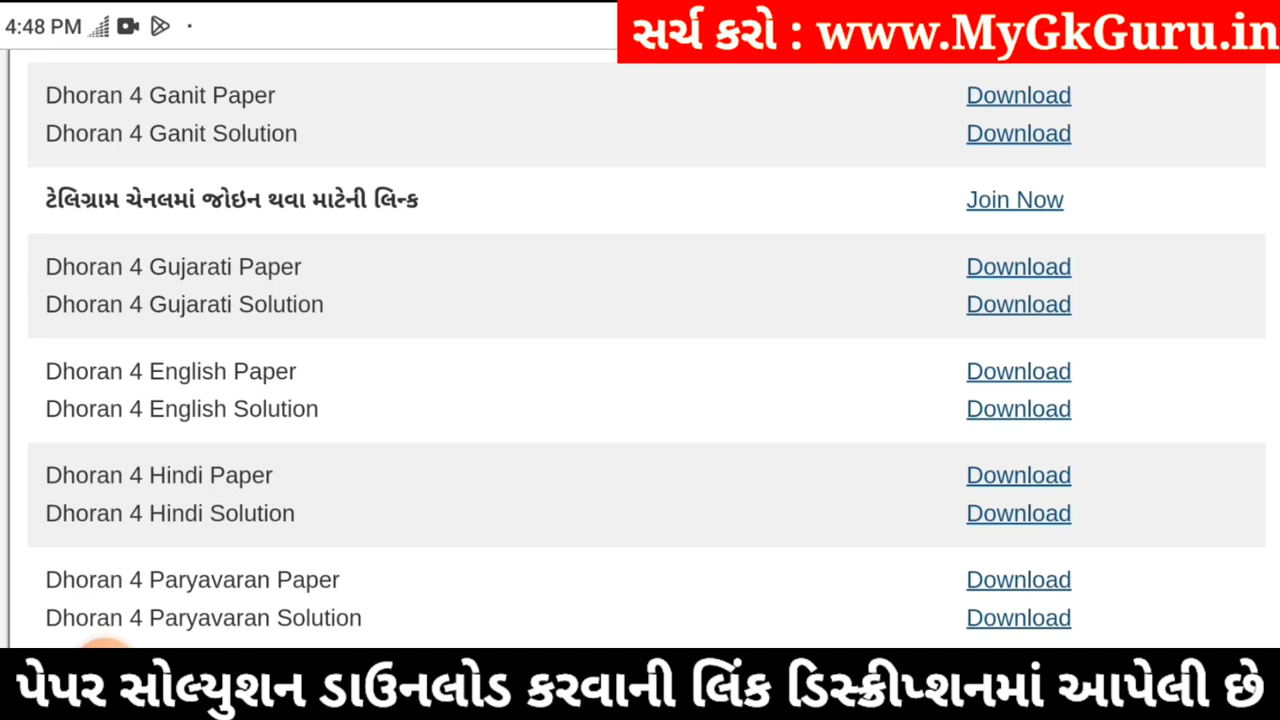 4:48 PM
સર્ચ કરો : www.MyGkGuru.in
Dhoran 4 Ganit Paper Download
Dhoran 4 Ganit Solution Download
ટેલિગ્રામ ચેનલમાં જોઇન થવા માટેની લિન્ક Join Now
Dhoran 4 Gujarati Paper Download
Dhoran 4 Gujarati Solution Download
Dhoran 4 English Paper Download
Dhoran 4 English Solution Download
Dhoran 4 Hindi Paper Download
Dhoran 4 Hindi Solution Download
Dhoran 4 Paryavaran Paper Download
Dhoran 4 Paryavaran Solution Download
પેપર સોલ્યુશન ડાઉનલોડ કરવાની લિંક ડિસ્ક્રીપ્શનમાં આપેલી છે